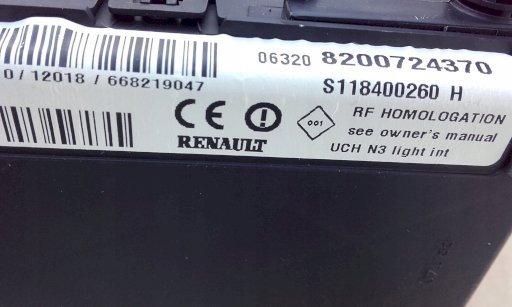 06320 8200724370
0/12018/668219047
S118400260 H
CE
001
RF HOMOLOGATION
see owner's manual
RENAULT
UCH N3 light int